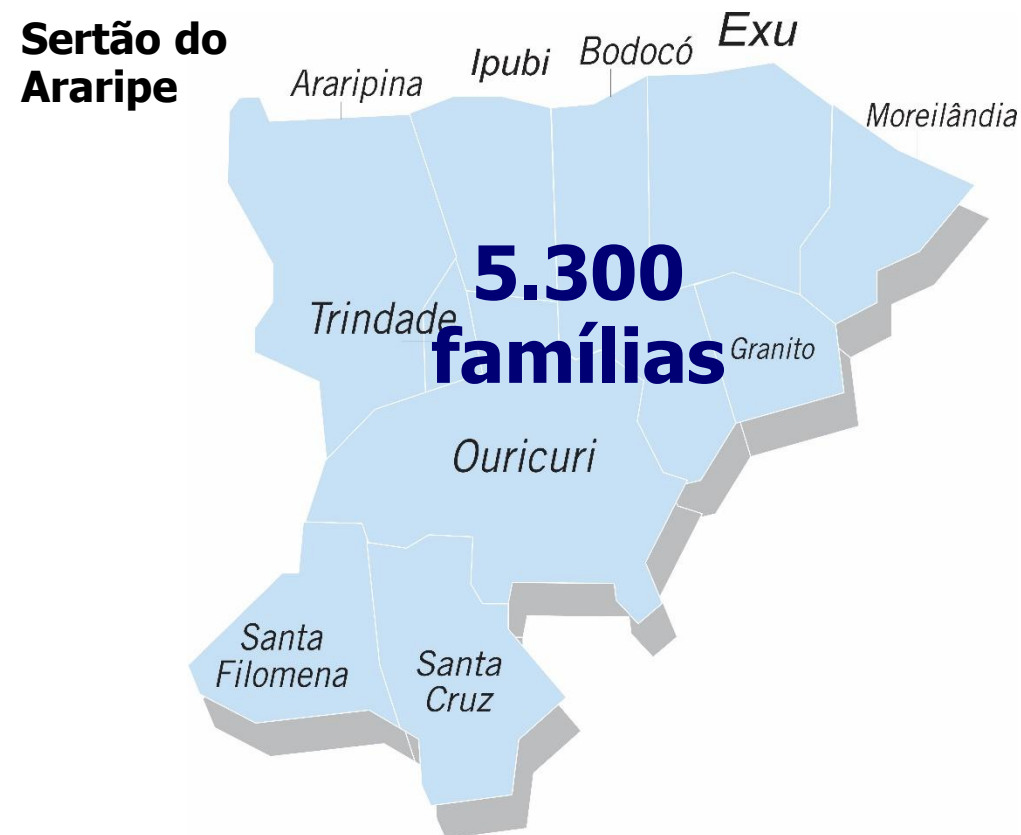 Sertão do
Araripe
Araripina
Ipubi
Bodocó
Exu
Moreilândia
5.300
famílias
Trindade
Granito
Ouricuri
Santa
Filomena
Santa
Cruz